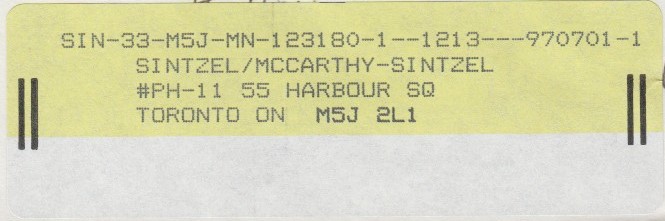 SIN-33-M5J-MN-123180-1--1213---970701-1
SINTZEL/MCCARTHY-SINTZEL
#PH-11 55 HARBOUR SQ
TORONTO ON M5J 2L1